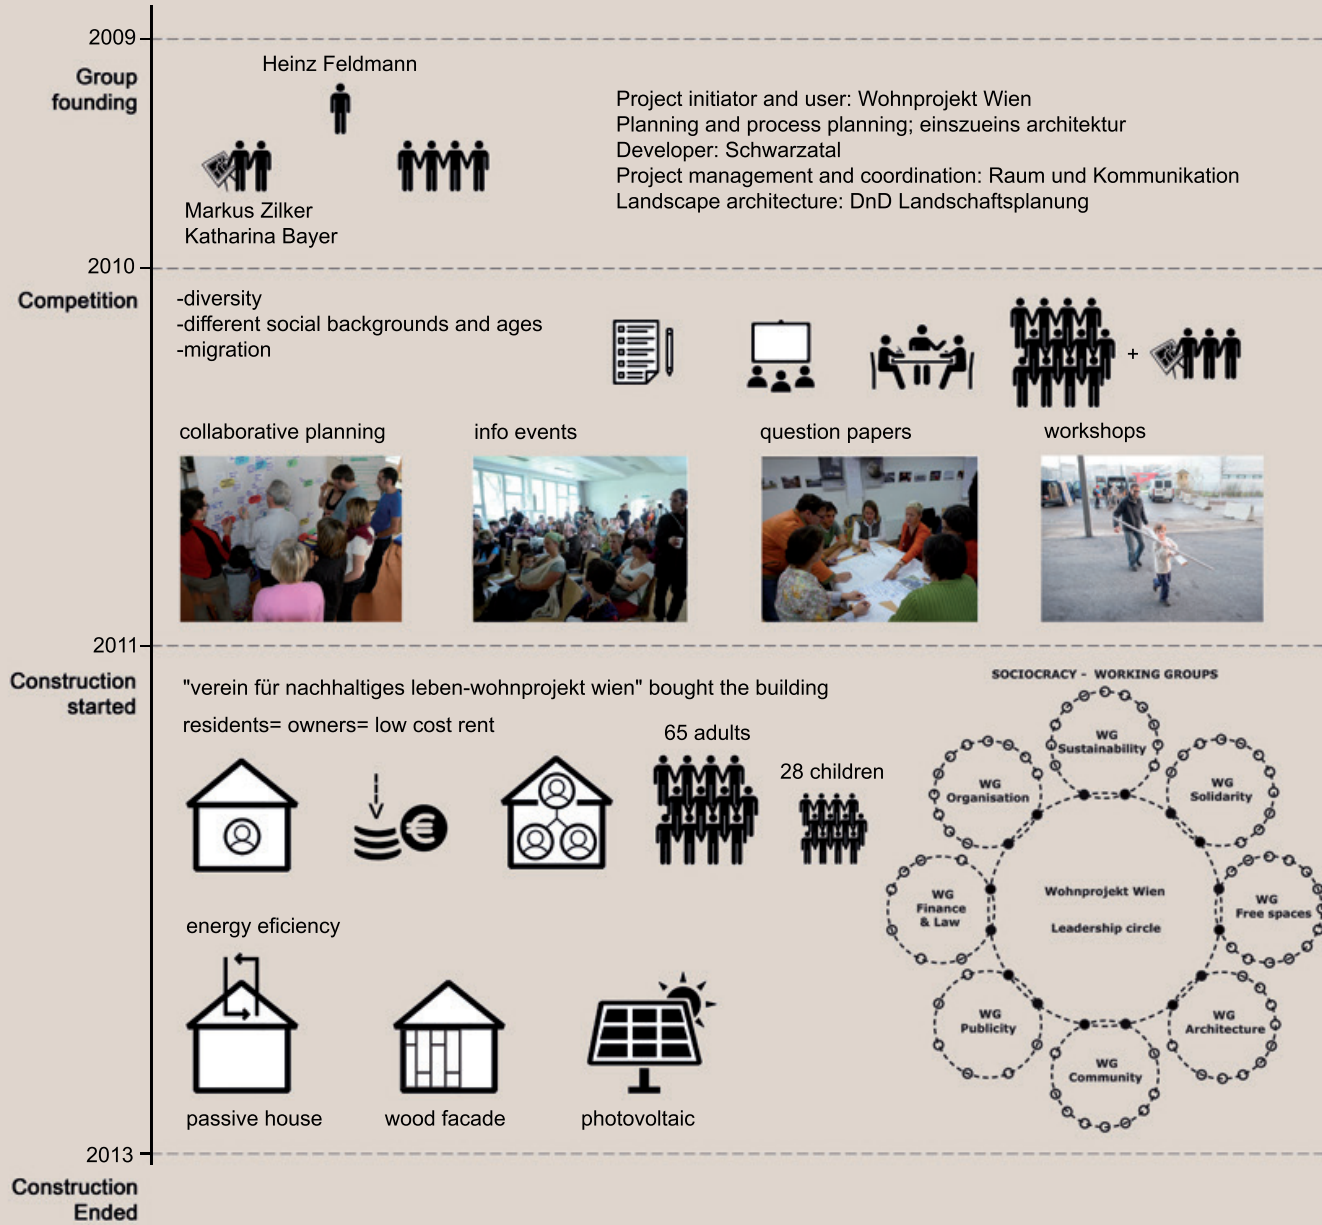 2009
Group
founding
Heinz Feldmann
Markus Zilker
Katharina Bayer
Project initiator and user: Wohnprojekt Wien
Planning and process planning; einszueins architektur
Developer: Schwarzatal
Project management and coordination: Raum und Kommunikation
Landscape architecture: DnD Landschaftsplanung
2010
Competition
-diversity
-different social backgrounds and ages
-migration
+
collaborative planning
info events
question papers
workshops
2011
Construction
started
"verein für nachhaltiges leben-wohnprojekt wien" bought the building
residents= owners= low cost rent
65 adults
28 children
€
SOCIOCRACY - WORKING GROUPS
WG
Sustainability
WG
Organisation
WG
Solidarity
WG
Finance
& Law
Wohnprojekt Wien
Leadership circle
WG
Free spaces
WG
Publicity
WG
Architecture
WG
Community
energy eficiency
passive house
wood facade
photovoltaic
2013
Construction
Ended